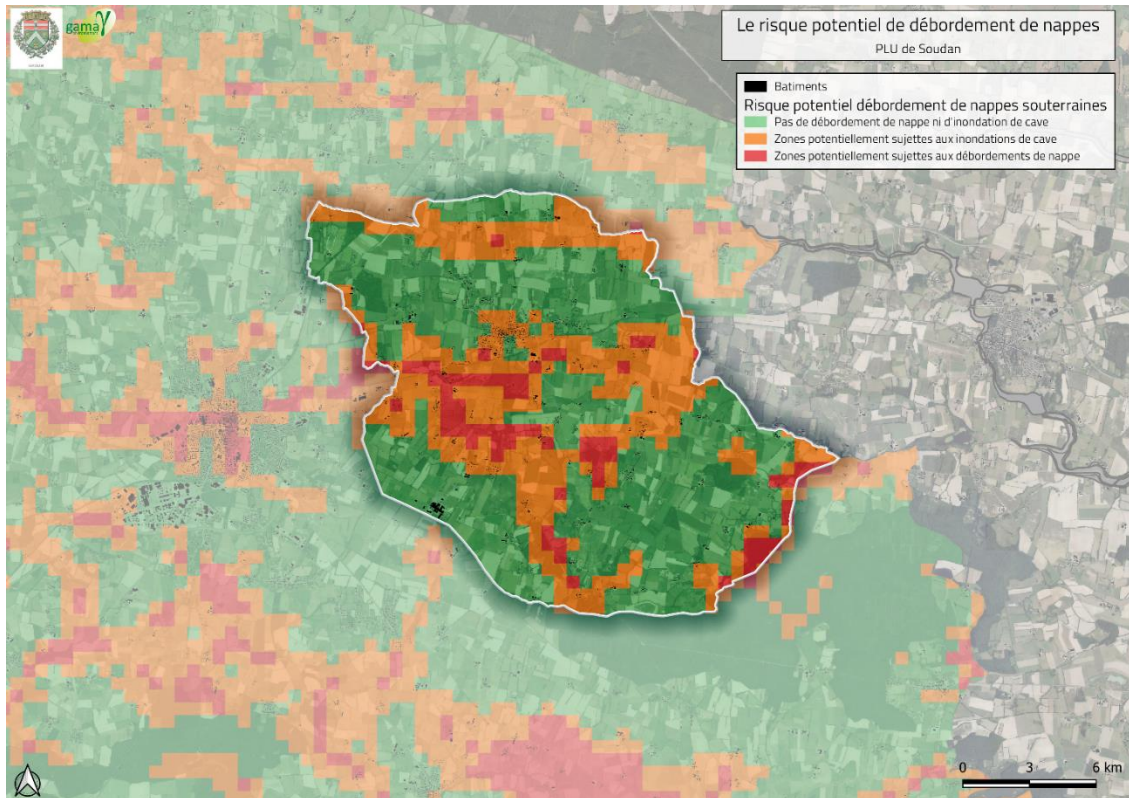 gamaγ
Le risque potentiel de débordement de nappes
PLU de Soudan
Batiments
Risque potentiel débordement de nappes souterraines
Pas de débordement de nappe ni d'inondation de cave
Zones potentiellement sujettes aux inondations de cave
Zones potentiellement sujettes aux débordements de nappe
0 3 6 km